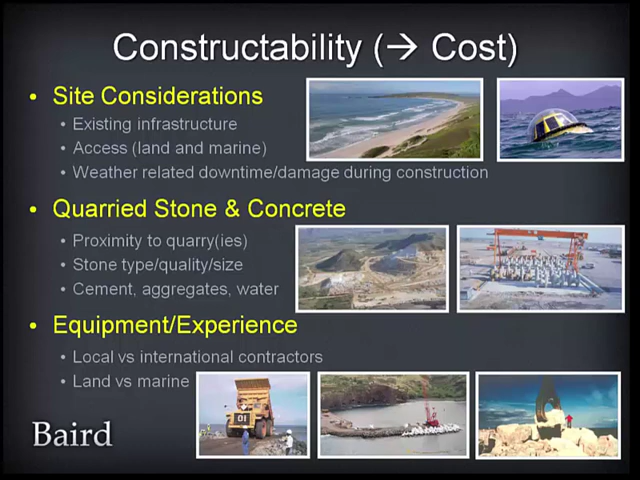 Constructability (→ Cost)
• Site Considerations
• Existing infrastructure
• Access (land and marine)
• Weather related downtime/damage during construction
• Quarried Stone & Concrete
• Proximity to quarry(ies)
• Stone type/quality/size
• Cement, aggregates, water
• Equipment/Experience
• Local vs international contractors
• Land vs marine
Baird